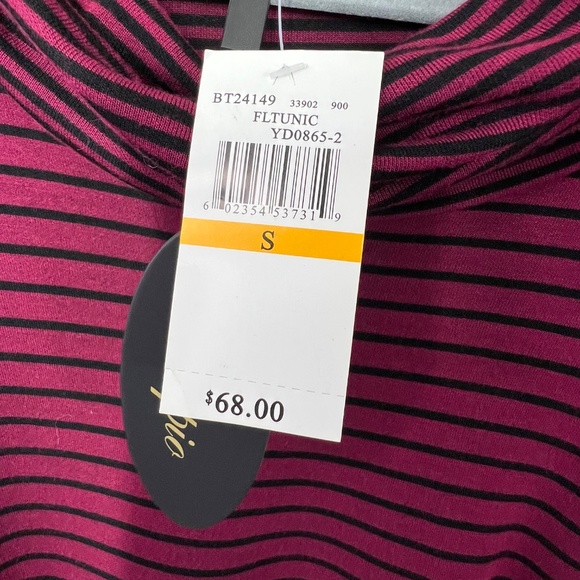 BT24149 33902 900
FLTUNIC
YD0865-2
6 02354 53731 9
S
$68.00